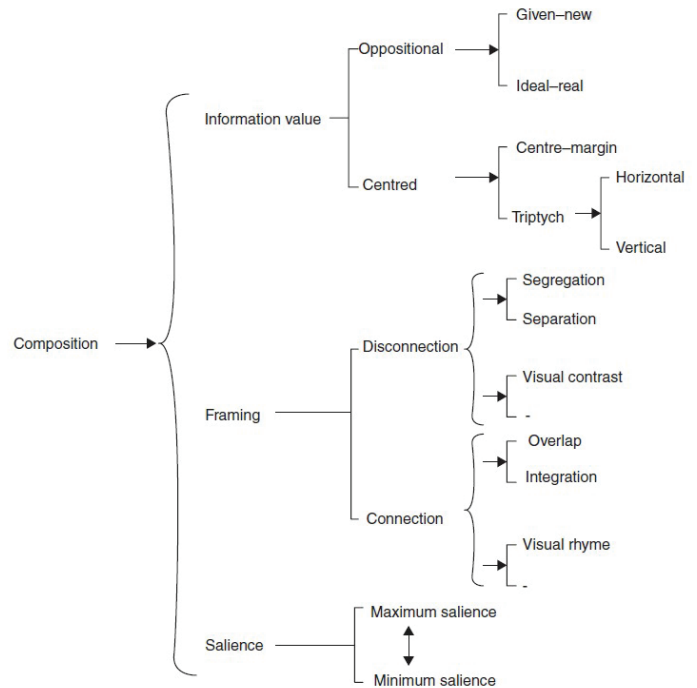 Given–new
Oppositional
Ideal–real
Information value
Centre–margin
Centred
Horizontal
Triptych
Vertical
Segregation
Separation
Composition
Disconnection
Visual contrast
Framing
-
Overlap
Integration
Connection
Visual rhyme
-
Maximum salience
Salience
Minimum salience